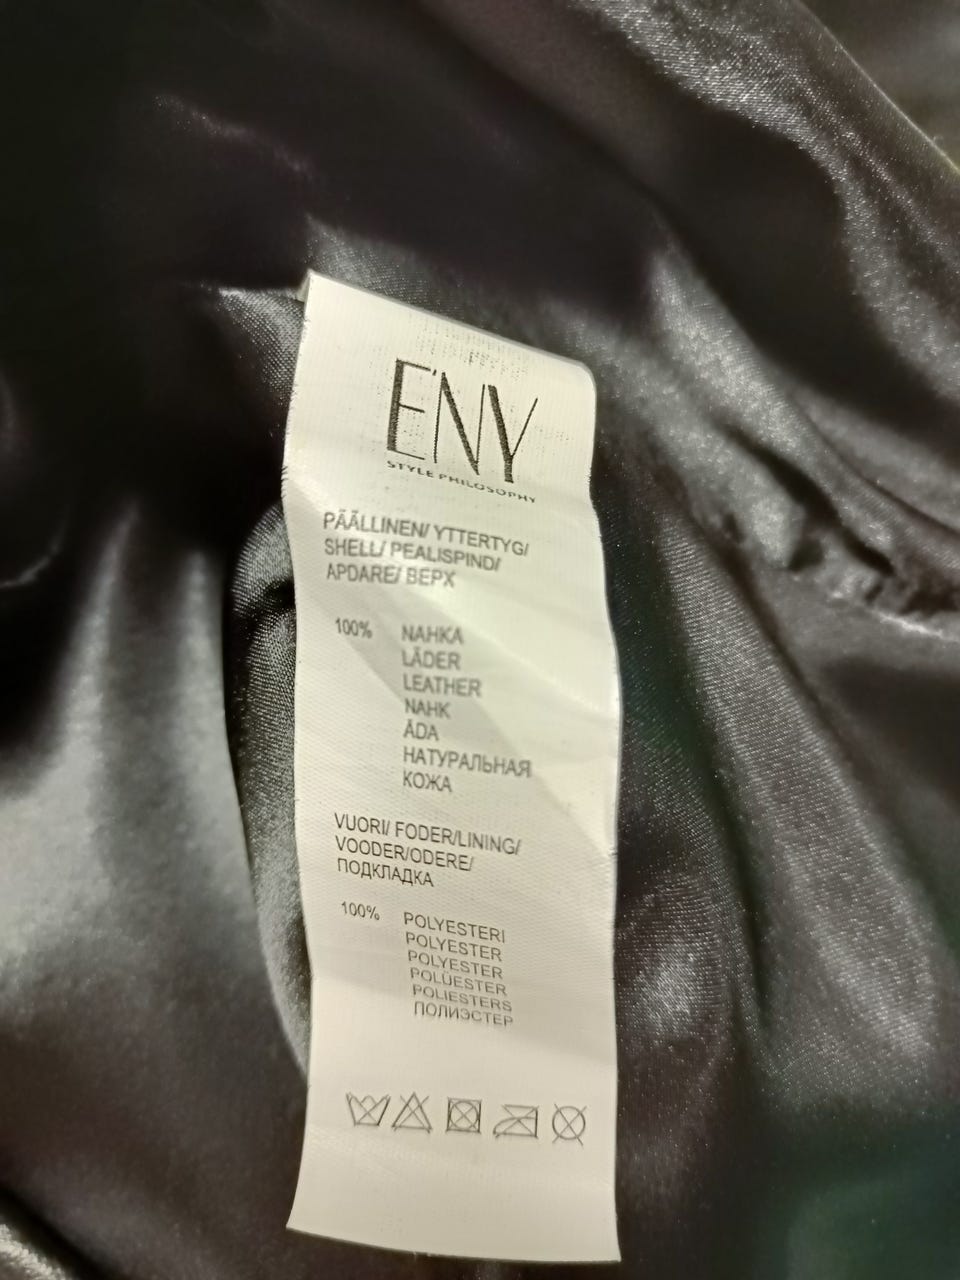 E'NY
STYLE PHILOSOPHY
PÄÄLLINEN/ YTTERTYG/
SHELL/ PEALISPIND/
APDARE/ ВЕРХ
100% NAHKA
LÄDER
LEATHER
NAHK
ĀDA
НАТУРАЛЬНАЯ
КОЖА
VUORI/ FODER/LINING/
VOODER/ODERE/
ПОДКЛАДКА
100% POLYESTERI
POLYESTER
POLYESTER
POLÜESTER
POLIESTERS
ПОЛИЭСТЕР